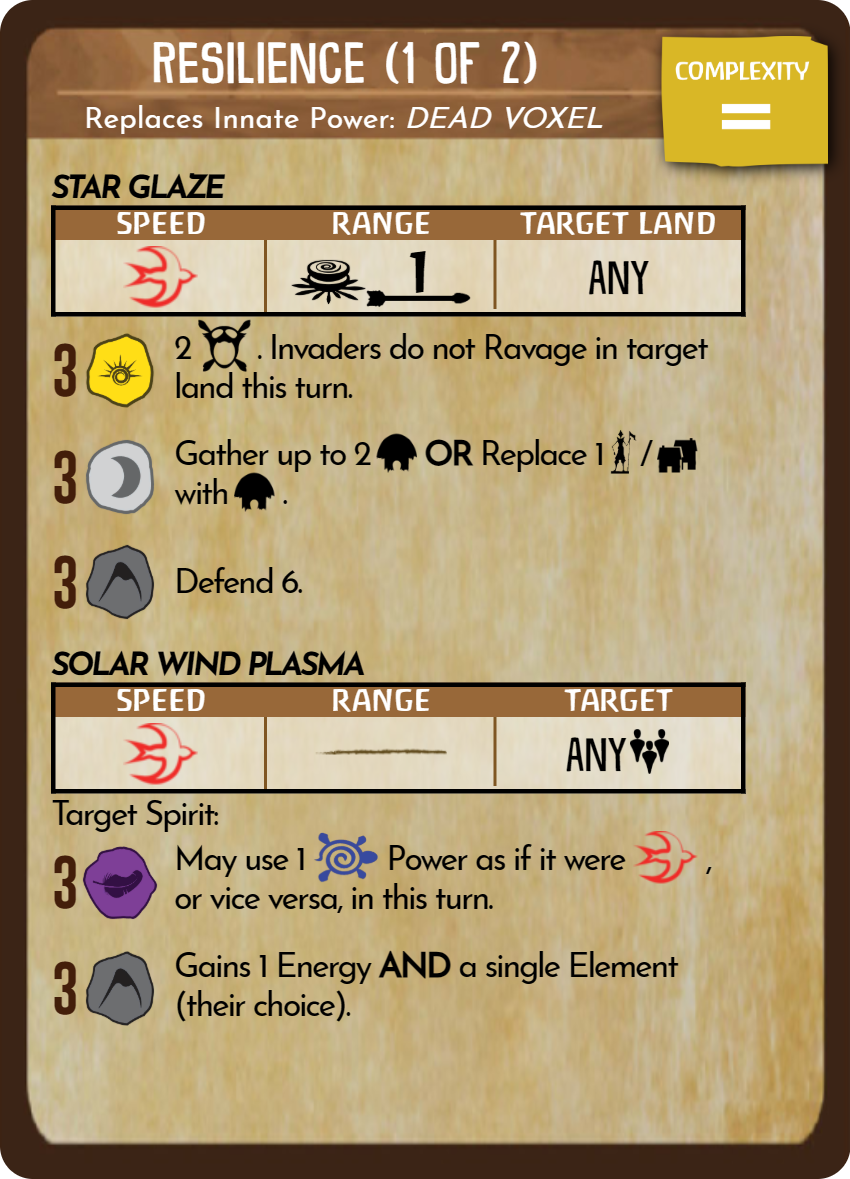 RESILIENCE (1 OF 2)
COMPLEXITY
Replaces Innate Power: DEAD VOXEL
STAR GLAZE
SPEED RANGE TARGET LAND
1 ANY
3 2 . Invaders do not Ravage in target
land this turn.
3 Gather up to 2 OR Replace 1 /
with .
3 Defend 6.
SOLAR WIND PLASMA
SPEED RANGE TARGET
ANY
Target Spirit:
3 May use 1 Power as if it were ,
or vice versa, in this turn.
3 Gains 1 Energy AND a single Element
(their choice).